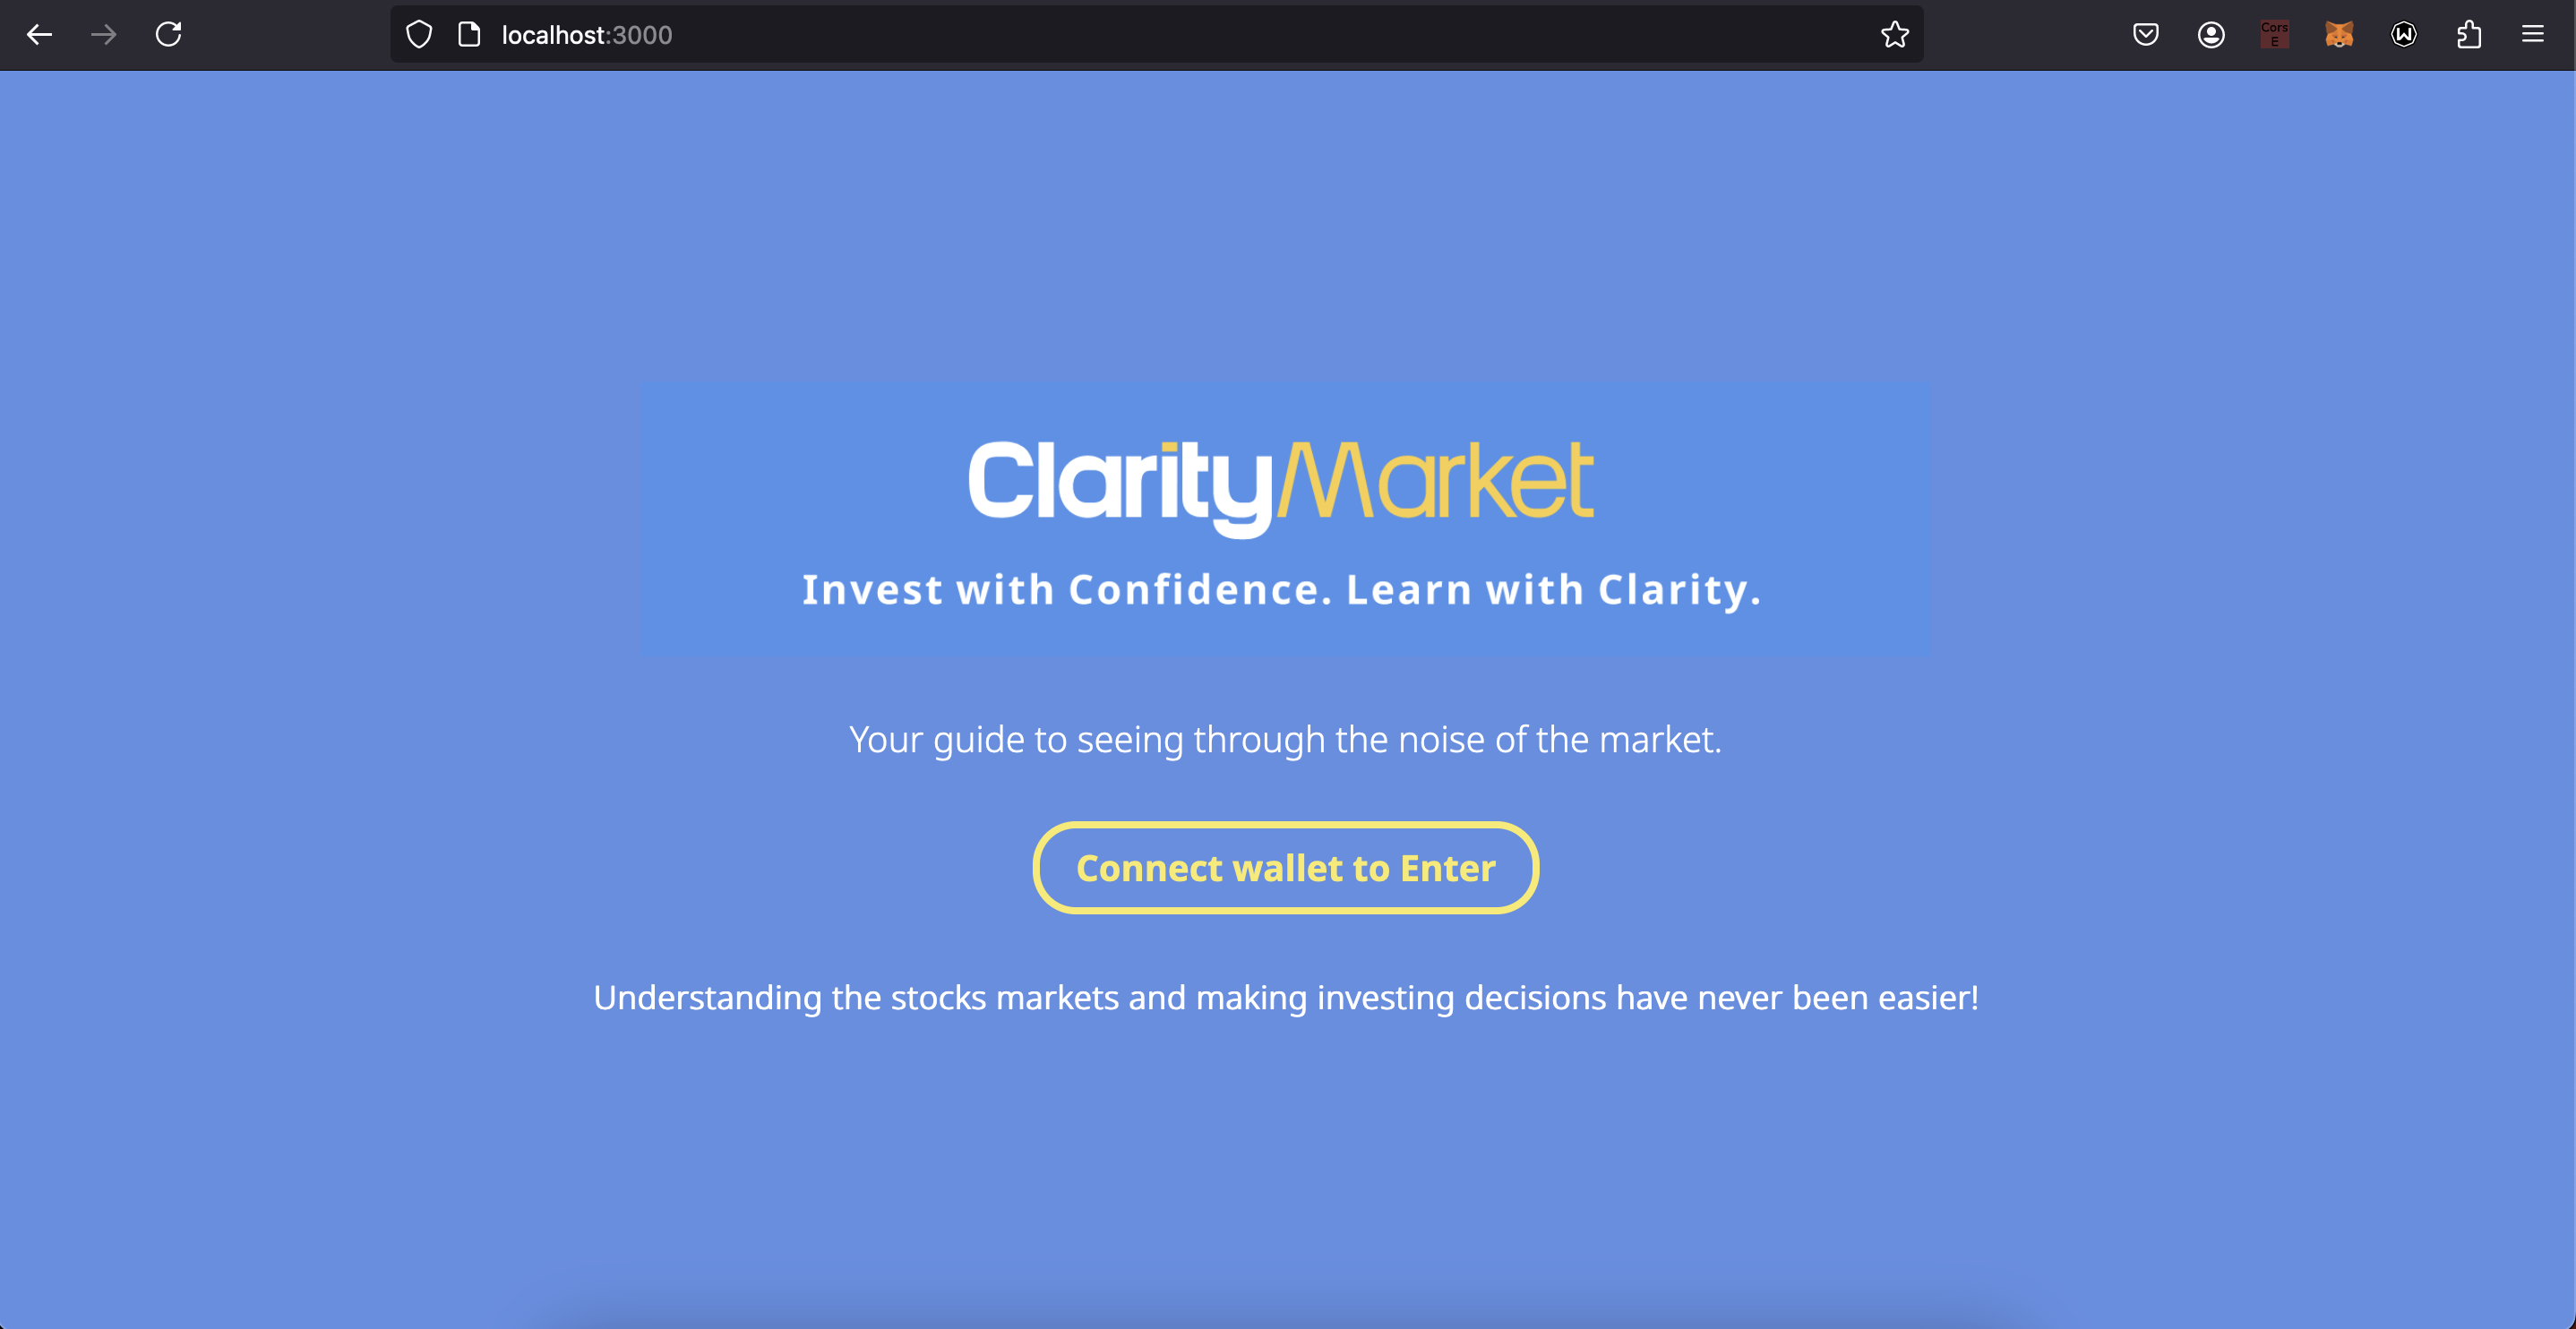 localhost:3000
Cors
E
W
ClarityMarket
Invest with Confidence. Learn with Clarity.
Your guide to seeing through the noise of the market.
Connect wallet to Enter
Understanding the stocks markets and making investing decisions have never been easier!